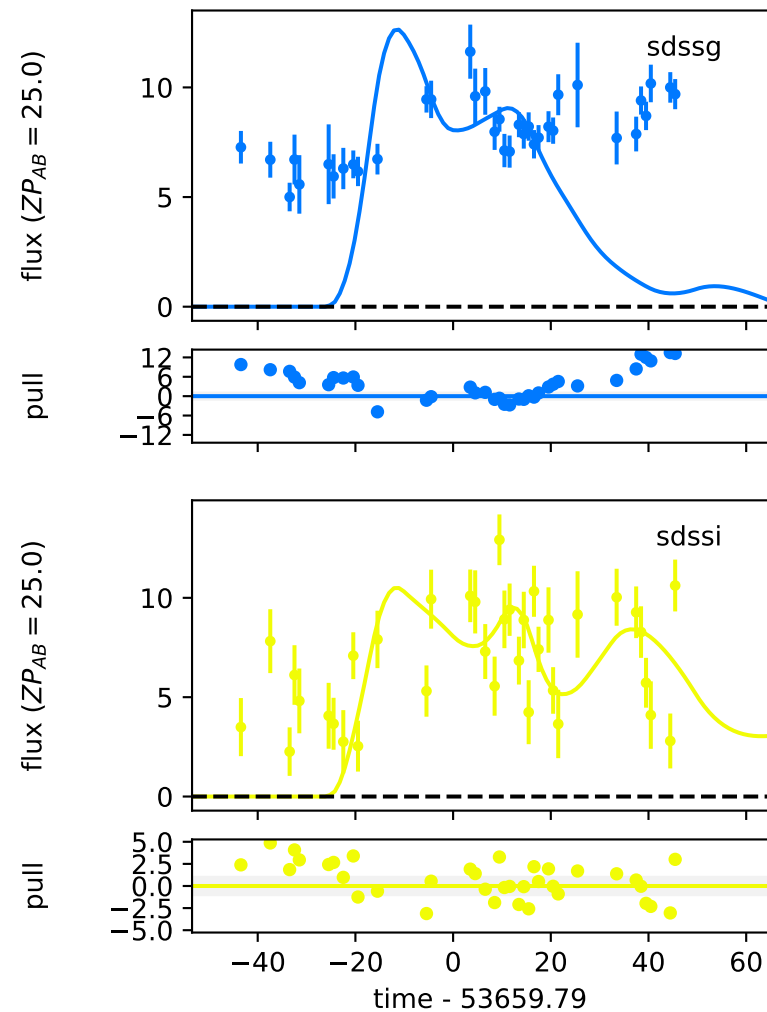 sdssg
flux (ZP_AB = 25.0)
10
5
0
pull
12
6
0
−6
−12
sdssi
flux (ZP_AB = 25.0)
10
5
0
pull
5.0
2.5
0.0
−2.5
−5.0
−40 −20 0 20 40 60
time - 53659.79